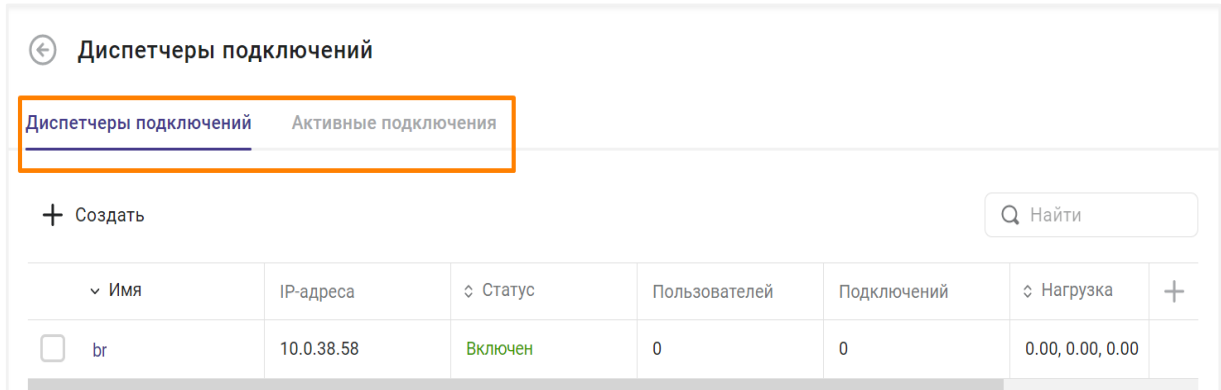 Диспетчеры подключений
Диспетчеры подключений Активные подключения
Создать Найти
Имя IP-адреса Статус Пользователей Подключений Нагрузка
br 10.0.38.58 Включен 0 0 0.00, 0.00, 0.00